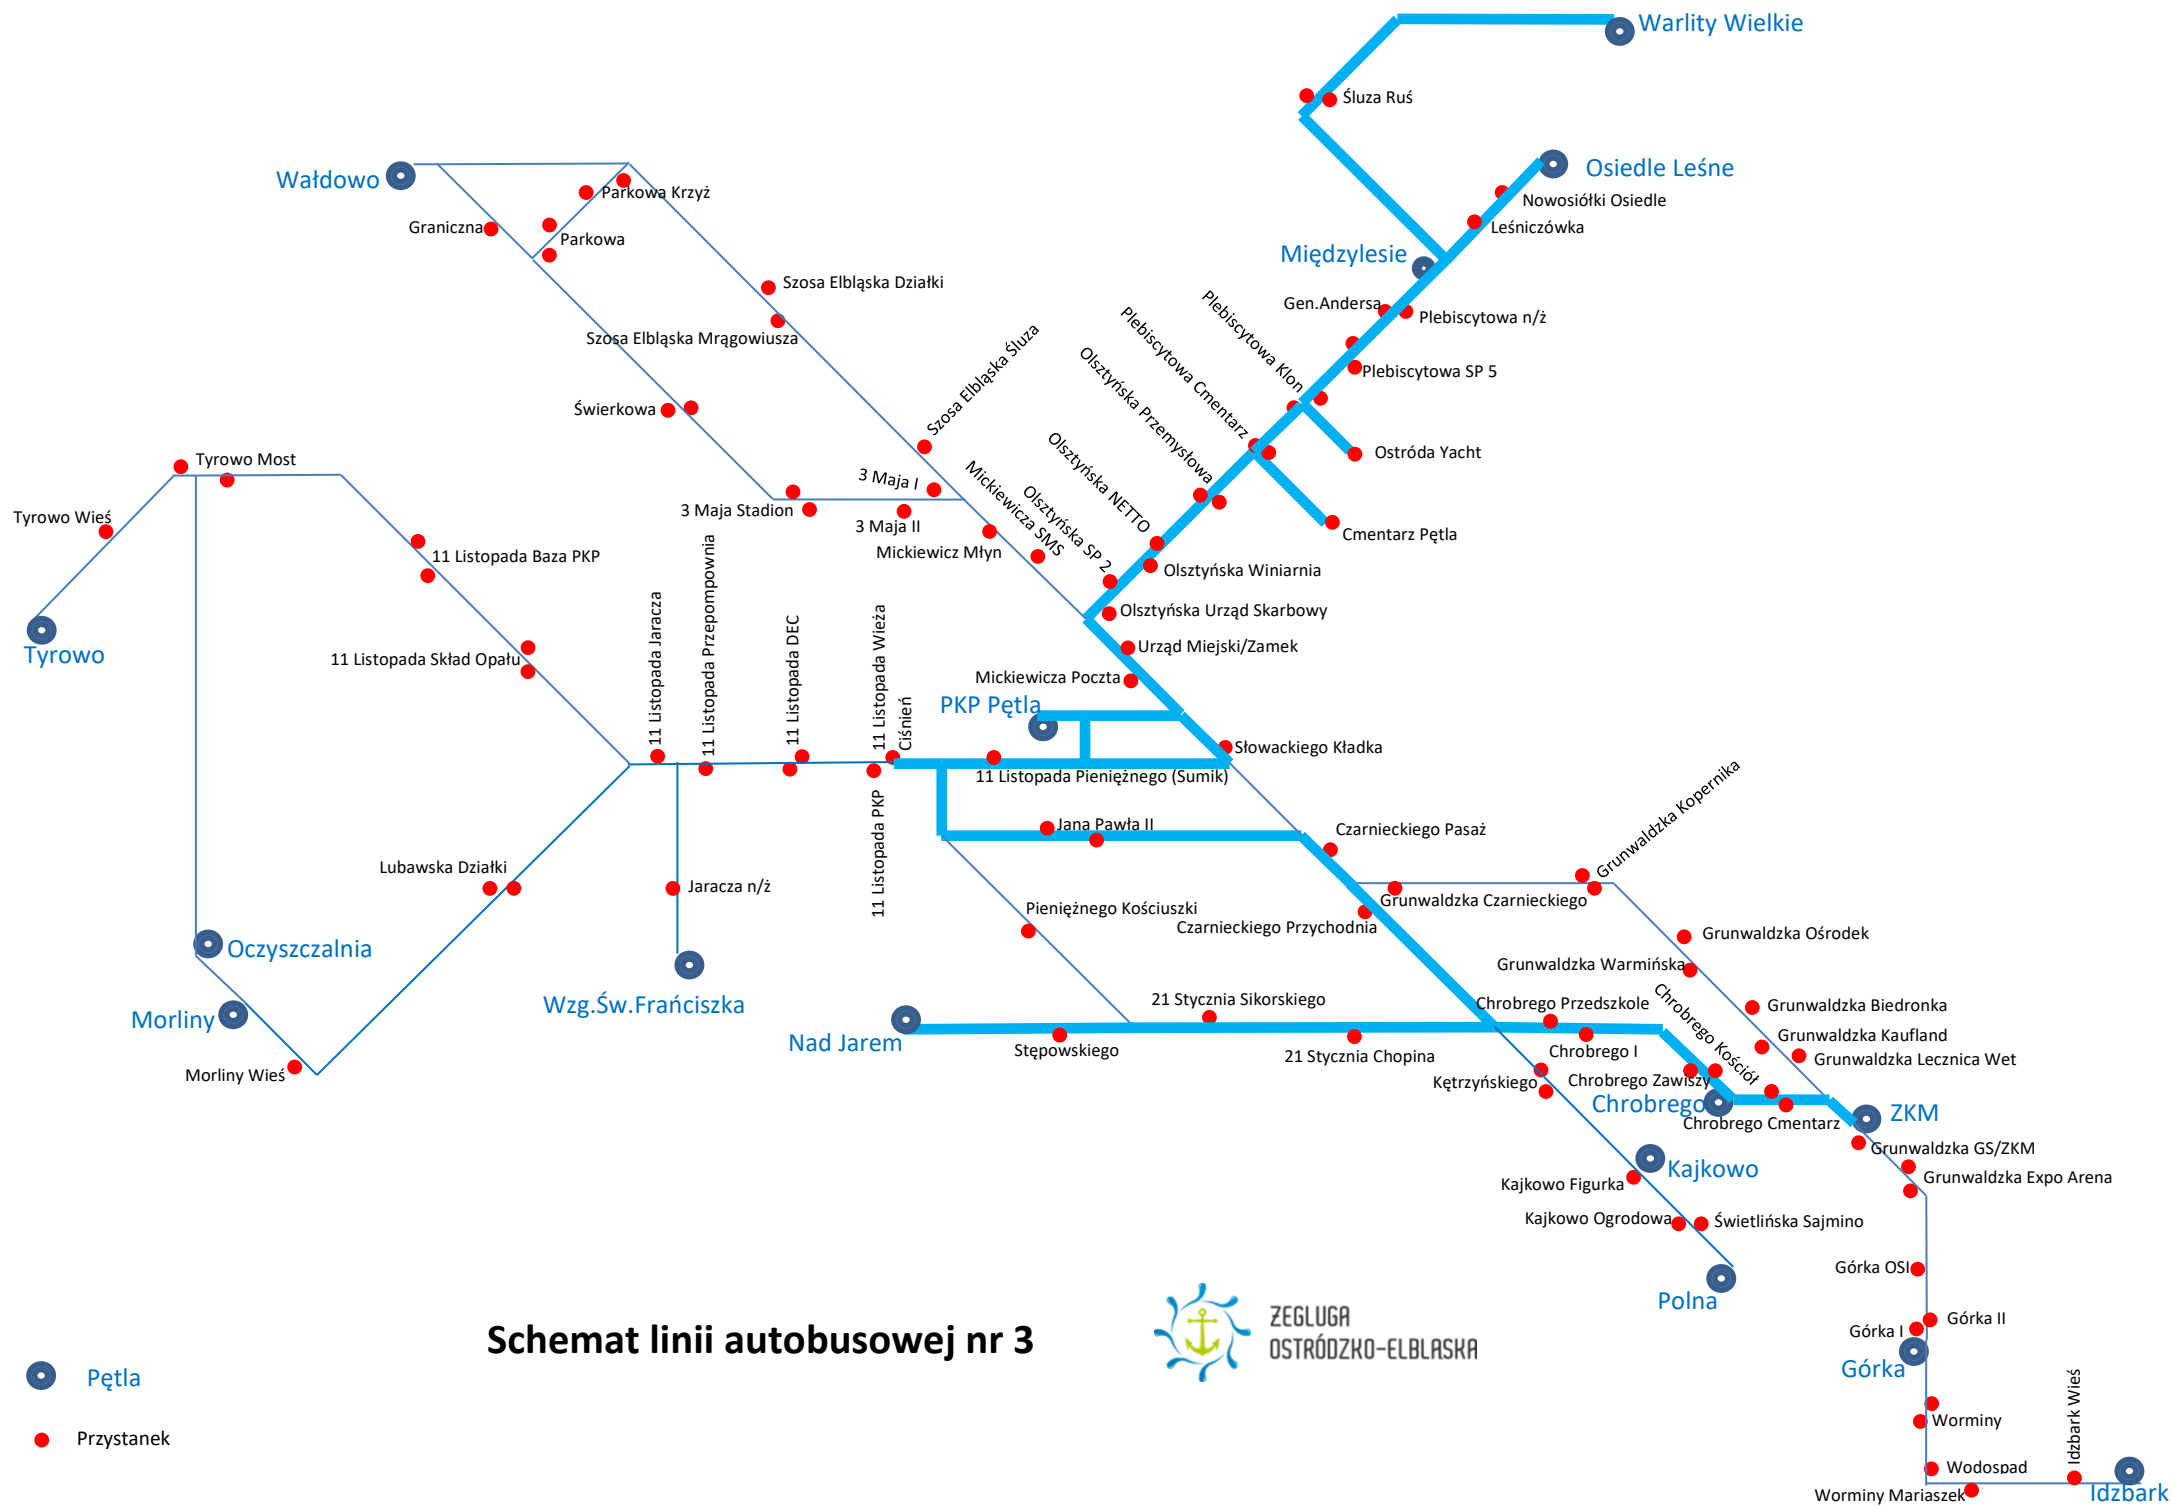 Warlity Wielkie
Śluza Ruś
Osiedle Leśne
Wałdowo
Parkowa Krzyż
Nowosiółki Osiedle
Graniczna
Parkowa
Leśniczówka
Międzylesie
Szosa Elbląska Działki
Gen.Andersa
Plebiscytowa n/ż
Szosa Elbląska Mrągowiusza
Plebiscytowa Klon
Plebiscytowa Cmentarz
Olsztyńska Przemysłowa
Plebiscytowa SP 5
Szosa Elbląska Śluza
Świerkowa
Olsztyńska NETTO
Ostróda Yacht
Tyrowo Most
Mickiewicza SMS
Olsztyńska SP 2
3 Maja I
3 Maja Stadion
3 Maja II
Tyrowo Wieś
Cmentarz Pętla
Mickiewicz Młyn
11 Listopada Baza PKP
Olsztyńska Winiarnia
Olsztyńska Urząd Skarbowy
11 Listopada Jaracza
11 Listopada Przepompownia
11 Listopada DEC
11 Listopada Wieża
Ciśnień
Tyrowo
11 Listopada Skład Opału
Urząd Miejski/Zamek
Mickiewicza Poczta
PKP Pętla
Słowackiego Kładka
11 Listopada Pieniężnego (Sumik)
11 Listopada PKP
Jana Pawła II
Czarnieckiego Pasaż
Grunwaldzka Kopernika
Lubawska Działki
Jaracza n/ż
Grunwaldzka Czarnieckiego
Pieniężnego Kościuszki
Czarnieckiego Przychodnia
Grunwaldzka Ośrodek
Oczyszczalnia
Grunwaldzka Warmińska
Wzg.Św.Frańciszka
21 Stycznia Sikorskiego
Chrobrego Przedszkole
Chrobrego Kościół
Grunwaldzka Biedronka
Morliny
Nad Jarem
Stępowskiego
21 Stycznia Chopina
Chrobrego I
Grunwaldzka Kaufland
Grunwaldzka Lecznica Wet
Morliny Wieś
Kętrzyńskiego
Chrobrego Zawiszy
Chrobrego
ZKM
Chrobrego Cmentarz
Grunwaldzka GS/ZKM
Kajkowo
Kajkowo Figurka
Grunwaldzka Expo Arena
Kajkowo Ogrodowa
Świetlińska Sajmino
Górka OSI
Polna
Górka II
Górka I
Górka
Schemat linii autobusowej nr 3
ŻEGLUGA
OSTRÓDZKO-ELBLASKA
Pętla
Przystanek
Worminy
Idzbark Wieś
Wodospad
Worminy Mariaszek
Idzbark